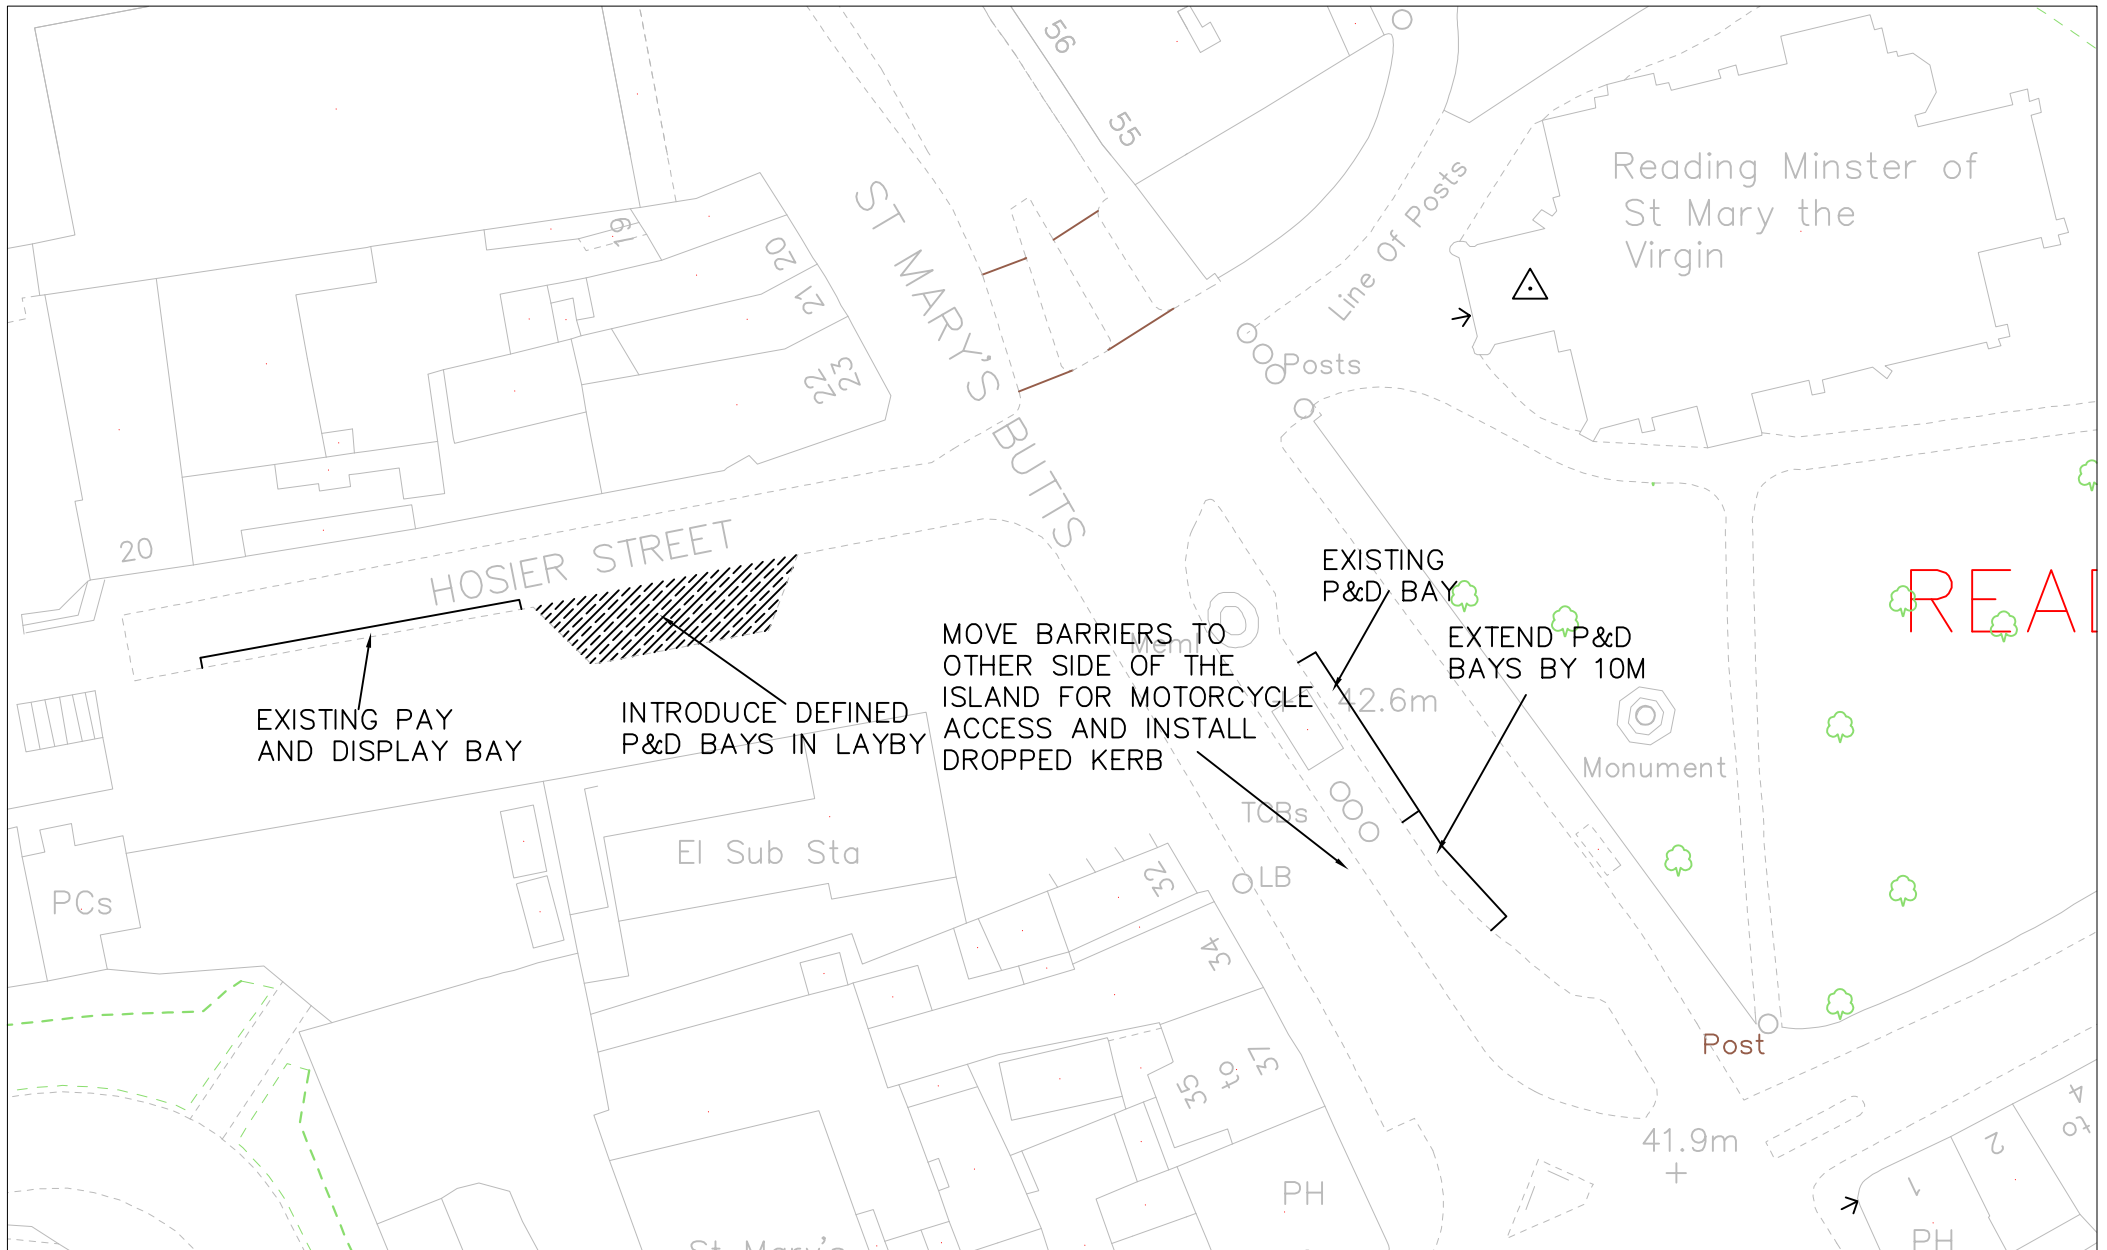 56
55
ST MARY'S BUTTS
Line Of Posts
Reading Minster of
St Mary the
Virgin
19
20
21
22
23
Posts
20
HOSIER STREET
EXISTING
P&D BAY
READ
MOVE BARRIERS TO
OTHER SIDE OF THE
ISLAND FOR MOTORCYCLE
ACCESS AND INSTALL
DROPPED KERB
Meml
EXTEND P&D
BAYS BY 10M
42.6m
EXISTING PAY
AND DISPLAY BAY
INTRODUCE DEFINED
P&D BAYS IN LAYBY
Monument
TCBs
El Sub Sta
LB
32
PCs
34
Post
35
to
37
41.9m
4
to
2
1
PH
PH
St Mary's